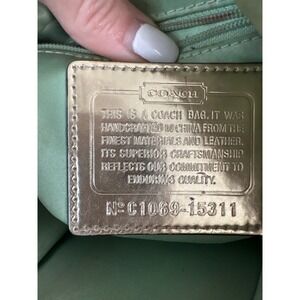 COACH
THIS IS A COACH BAG. IT WAS
HANDCRAFTED IN CHINA FROM THE
FINEST MATERIALS AND LEATHER.
ITS SUPERIOR CRAFTSMANSHIP
REFLECTS OUR COMMITMENT TO
ENDURING QUALITY.
Nº C1069-15311